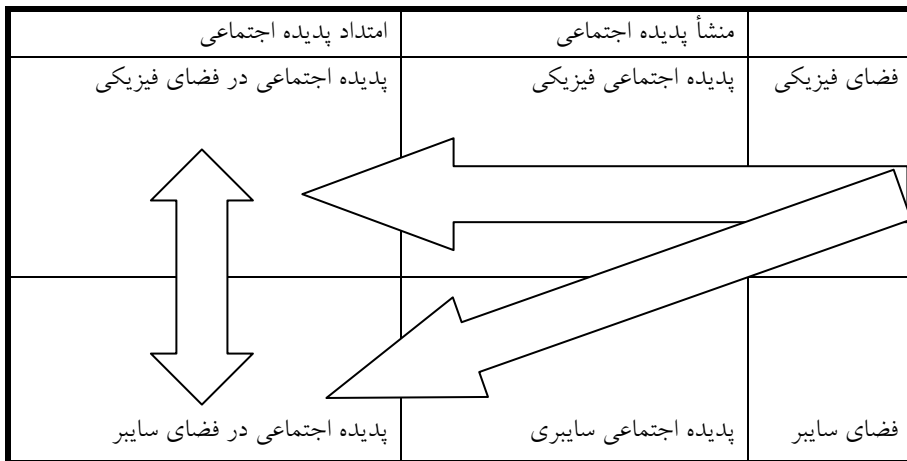 منشأ پدیده اجتماعی
امتداد پدیده اجتماعی
فضای فیزیکی
پدیده اجتماعی فیزیکی
پدیده اجتماعی در فضای فیزیکی
فضای سایبر
پدیده اجتماعی سایبری
پدیده اجتماعی در فضای سایبر